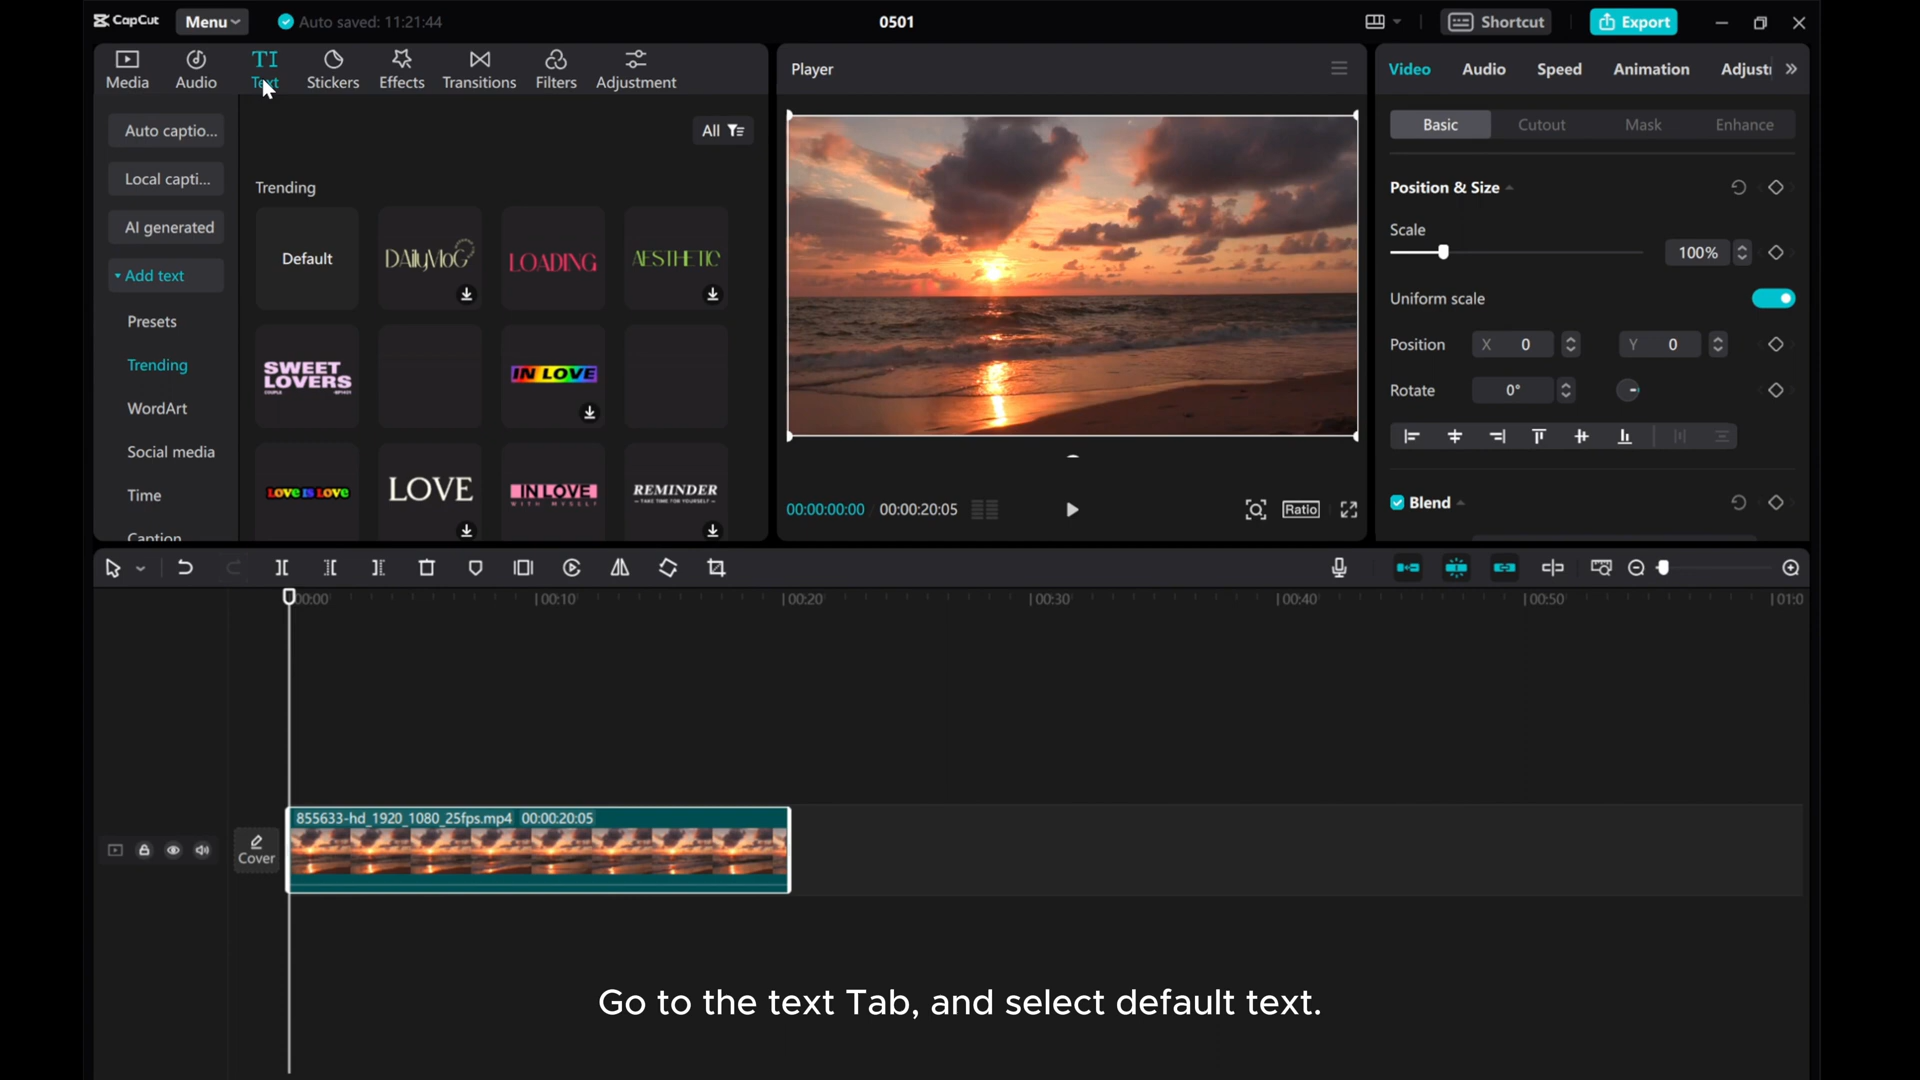 CapCut
Menu
Auto saved: 11:21:44
0501
Shortcut
Export
Media
Audio
Text
Stickers
Effects
Transitions
Filters
Adjustment
Auto captio...
Local capti...
AI generated
Add text
Presets
Trending
WordArt
Social media
Time
Caption
All
Trending
Default
DAilyVloG
LOADING
AESTHETIC
SWEET
LOVERS
COUPLE
IN LOVE
LOVE IS LOVE
LOVE
IN LOVE
WITH MYSELF
REMINDER
TAKE TIME FOR YOURSELF
Player
00:00:00:00
00:00:20:05
Ratio
Video
Audio
Speed
Animation
Adjust
Basic
Cutout
Mask
Enhance
Position & Size
Scale
100%
Uniform scale
Position
X 0
Y 0
Rotate
0°
Blend
00:00
00:10
00:20
00:30
00:40
00:50
01:0
Cover
855633-hd_1920_1080_25fps.mp4 00:00:20:05
Go to the text Tab, and select default text.